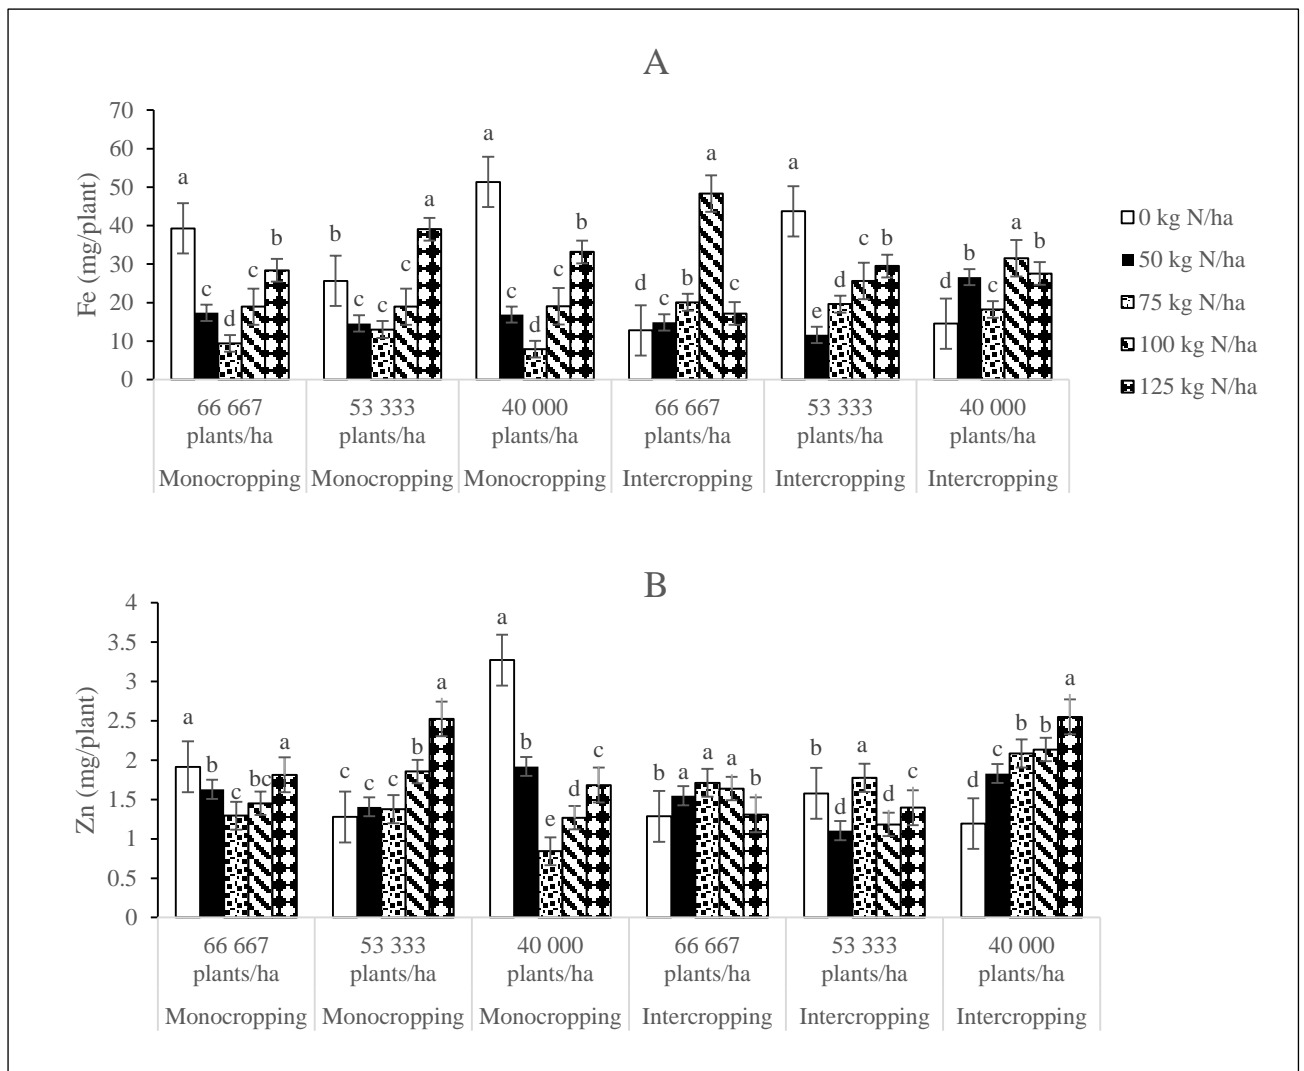 A
Fe (mg/plant)
70
60
50
40
30
20
10
0
a c d c b
b c c c a
a c d c b
d c b a c
a e d c b
d b c a b
66 667 plants/ha
53 333 plants/ha
40 000 plants/ha
66 667 plants/ha
53 333 plants/ha
40 000 plants/ha
Monocropping Monocropping Monocropping Intercropping Intercropping Intercropping
0 kg N/ha
50 kg N/ha
75 kg N/ha
100 kg N/ha
125 kg N/ha
B
Zn (mg/plant)
4
3.5
3
2.5
2
1.5
1
0.5
0
a b c bc a
c c c b a
a b e d c
b a a a b
b d a d c
d c b b a
66 667 plants/ha
53 333 plants/ha
40 000 plants/ha
66 667 plants/ha
53 333 plants/ha
40 000 plants/ha
Monocropping Monocropping Monocropping Intercropping Intercropping Intercropping